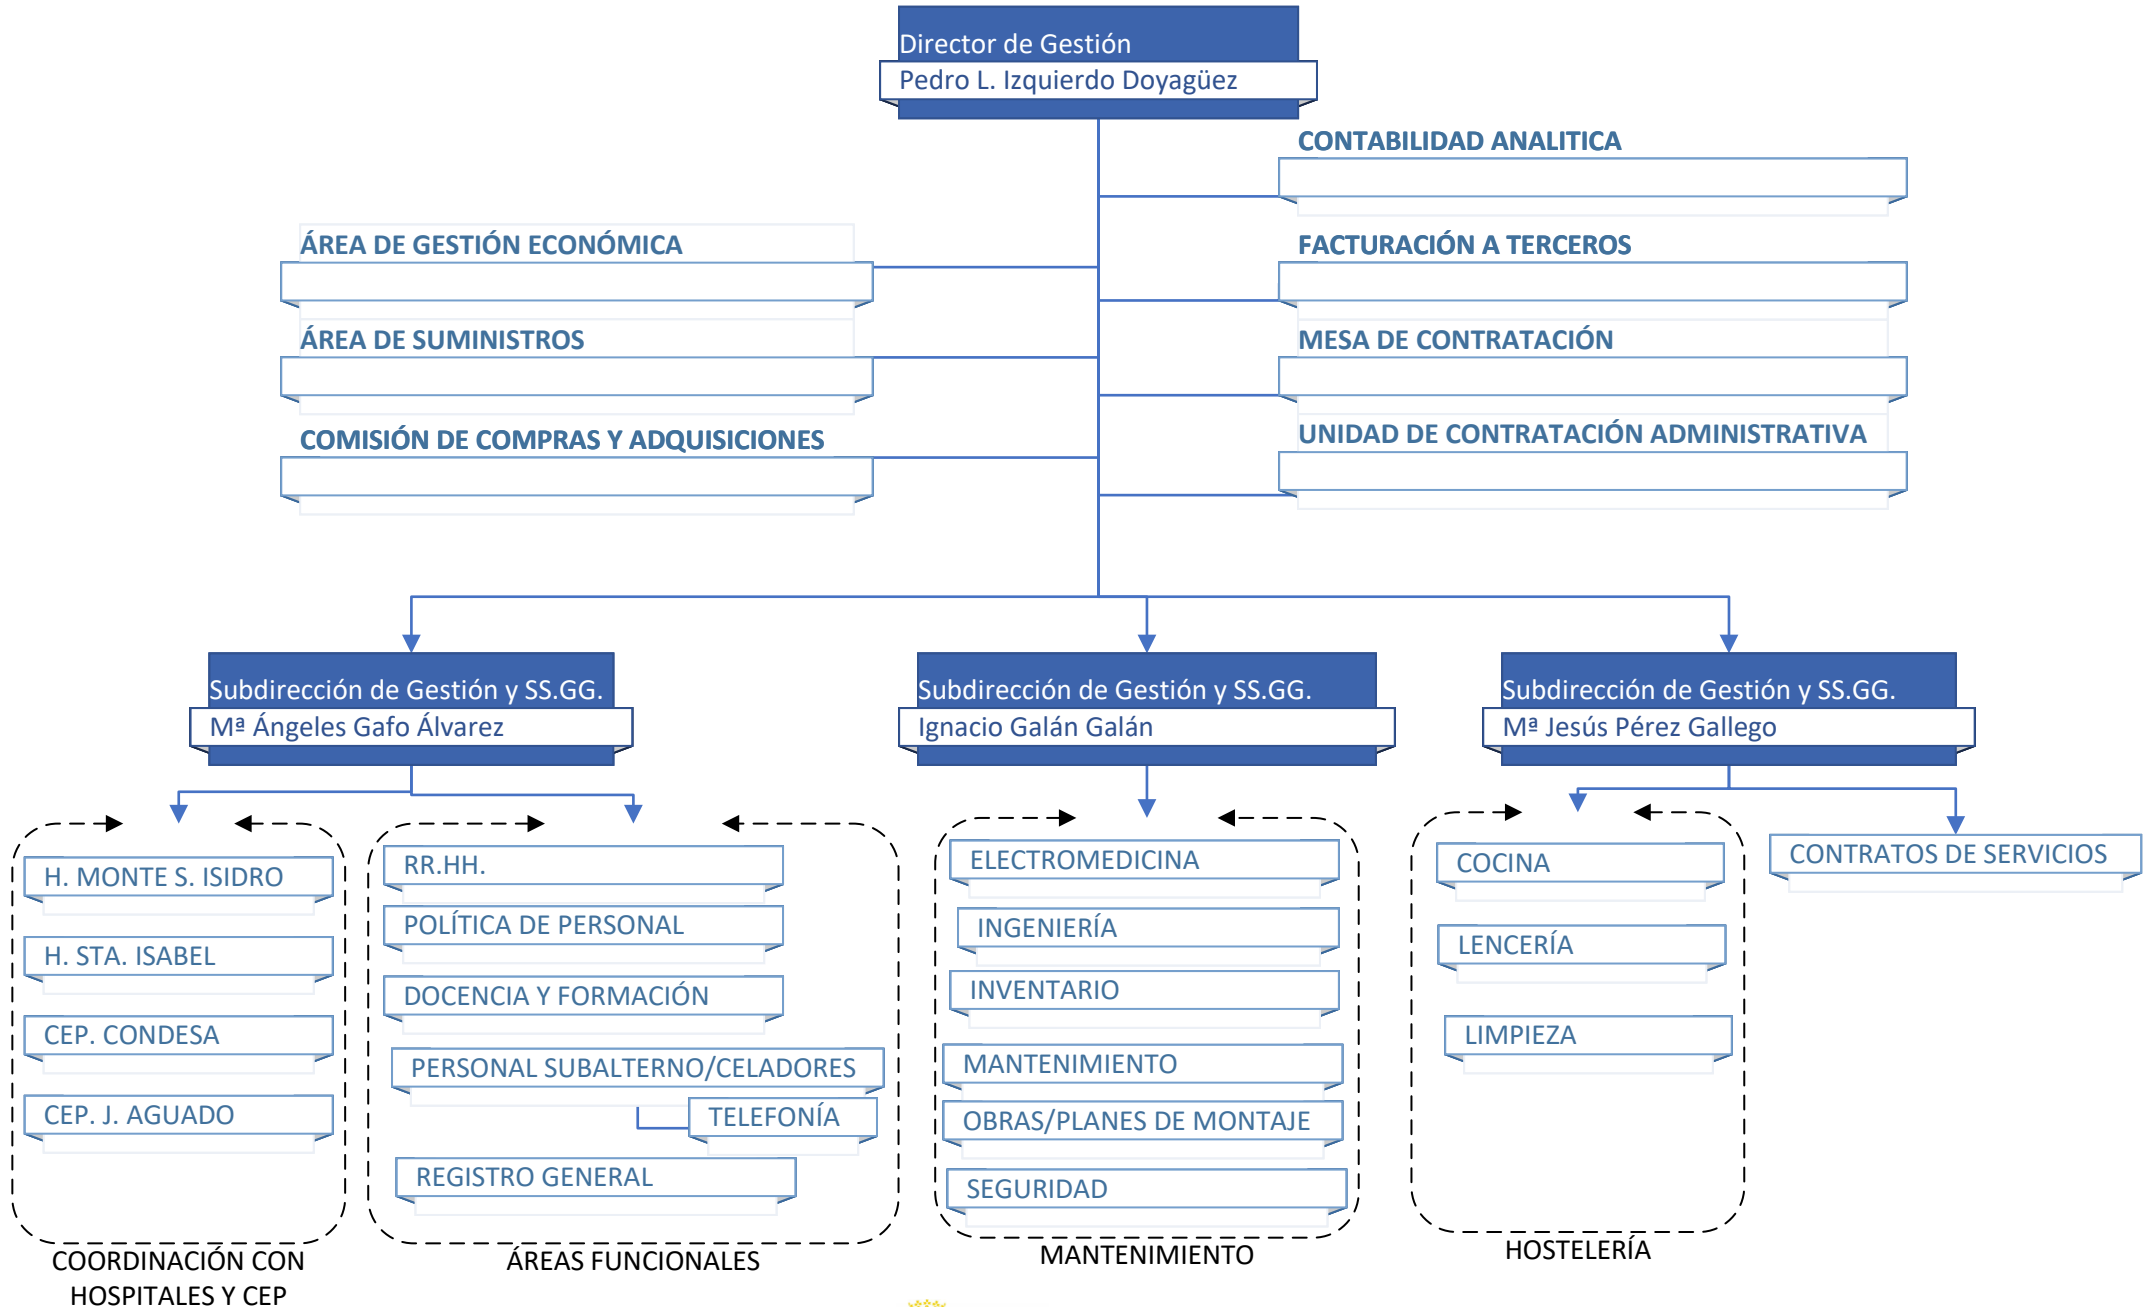 Director de Gestión
Pedro L. Izquierdo Doyagüez
CONTABILIDAD ANALITICA
ÁREA DE GESTIÓN ECONÓMICA
FACTURACIÓN A TERCEROS
ÁREA DE SUMINISTROS
MESA DE CONTRATACIÓN
COMISIÓN DE COMPRAS Y ADQUISICIONES
UNIDAD DE CONTRATACIÓN ADMINISTRATIVA
Subdirección de Gestión y SS.GG.
Mª Ángeles Gafo Álvarez
Subdirección de Gestión y SS.GG.
Ignacio Galán Galán
Subdirección de Gestión y SS.GG.
Mª Jesús Pérez Gallego
H. MONTE S. ISIDRO
H. STA. ISABEL
CEP. CONDESA
CEP. J. AGUADO
COORDINACIÓN CON
HOSPITALES Y CEP
RR.HH.
POLÍTICA DE PERSONAL
DOCENCIA Y FORMACIÓN
PERSONAL SUBALTERNO/CELADORES
TELEFONÍA
REGISTRO GENERAL
ÁREAS FUNCIONALES
ELECTROMEDICINA
INGENIERÍA
INVENTARIO
MANTENIMIENTO
OBRAS/PLANES DE MONTAJE
SEGURIDAD
MANTENIMIENTO
COCINA
LENCERÍA
LIMPIEZA
HOSTELERÍA
CONTRATOS DE SERVICIOS